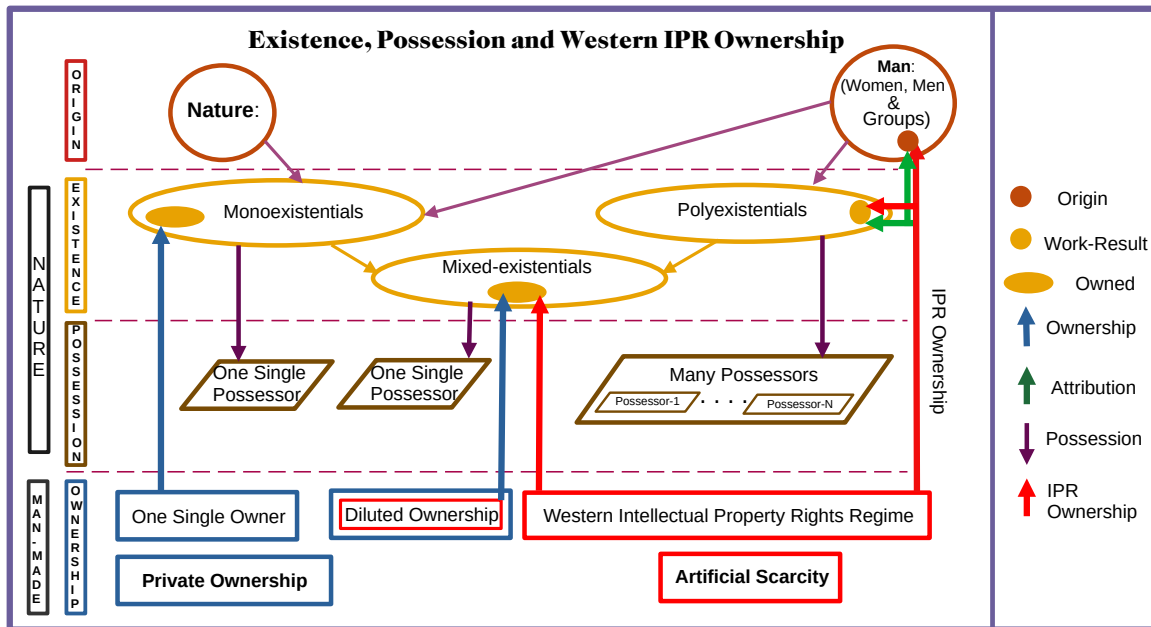 Existence, Possession and Western IPR Ownership
ORIGIN
Nature:
Man:
(Women, Men
&
Groups)
EXISTENCE
Monoexistentials
Polyexistentials
Mixed-existentials
NATURE
POSSESSION
One Single
Possessor
One Single
Possessor
Many Possessors
Possessor-1
. . . .
Possessor-N
IPR Ownership
MAN-MADE
OWNERSHIP
One Single Owner
Diluted Ownership
Western Intellectual Property Rights Regime
Private Ownership
Artificial Scarcity
Origin
Work-Result
Owned
Ownership
Attribution
Possession
IPR
Ownership